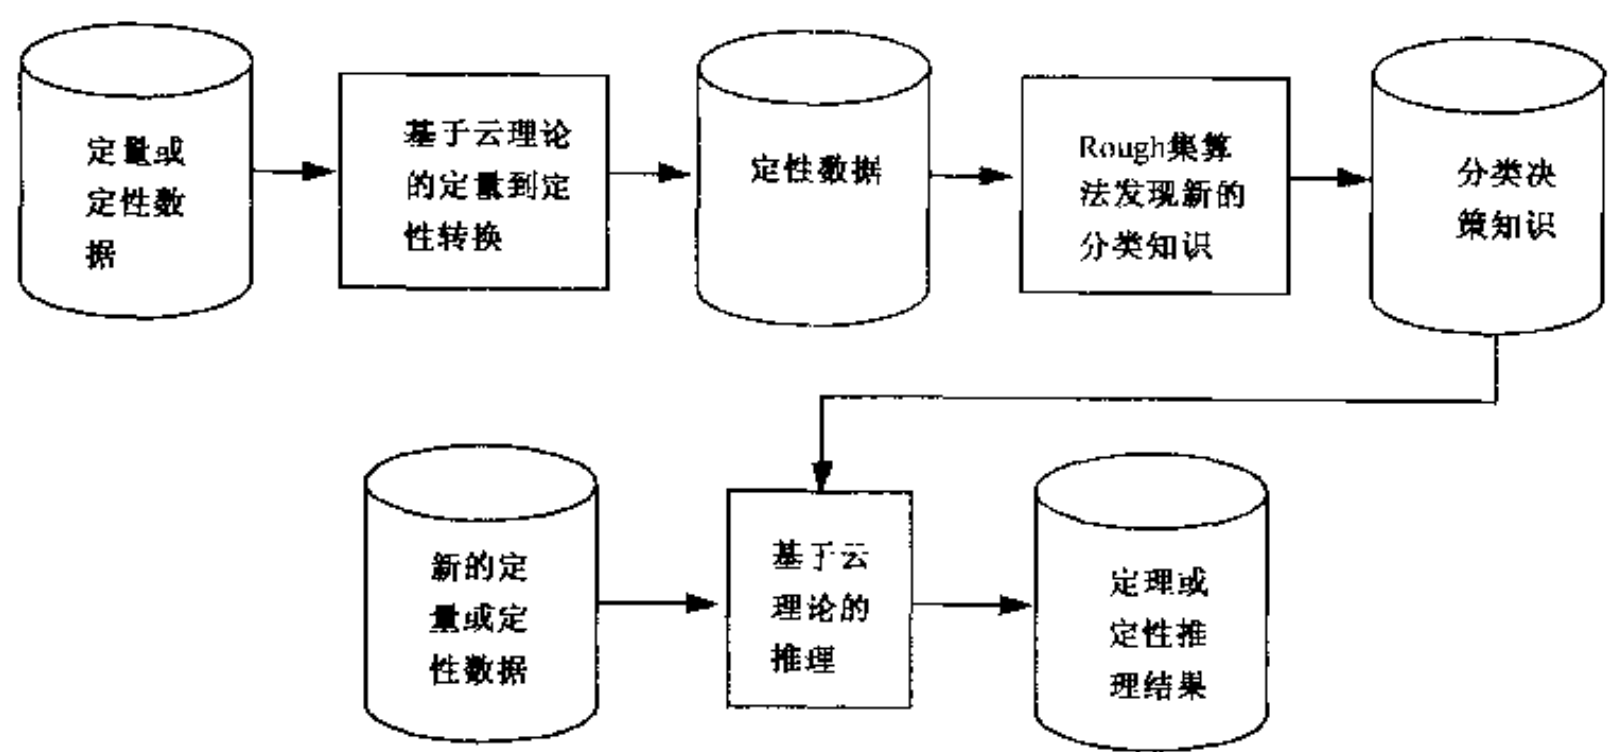 定量或
定性数
据
基于云理论
的定量到定
性转换
定性数据
Rough集算
法发现新的
分类知识
分类决
策知识
新的定
量或定
性数据
基于云
理论的
推理
定理或
定性推
理结果